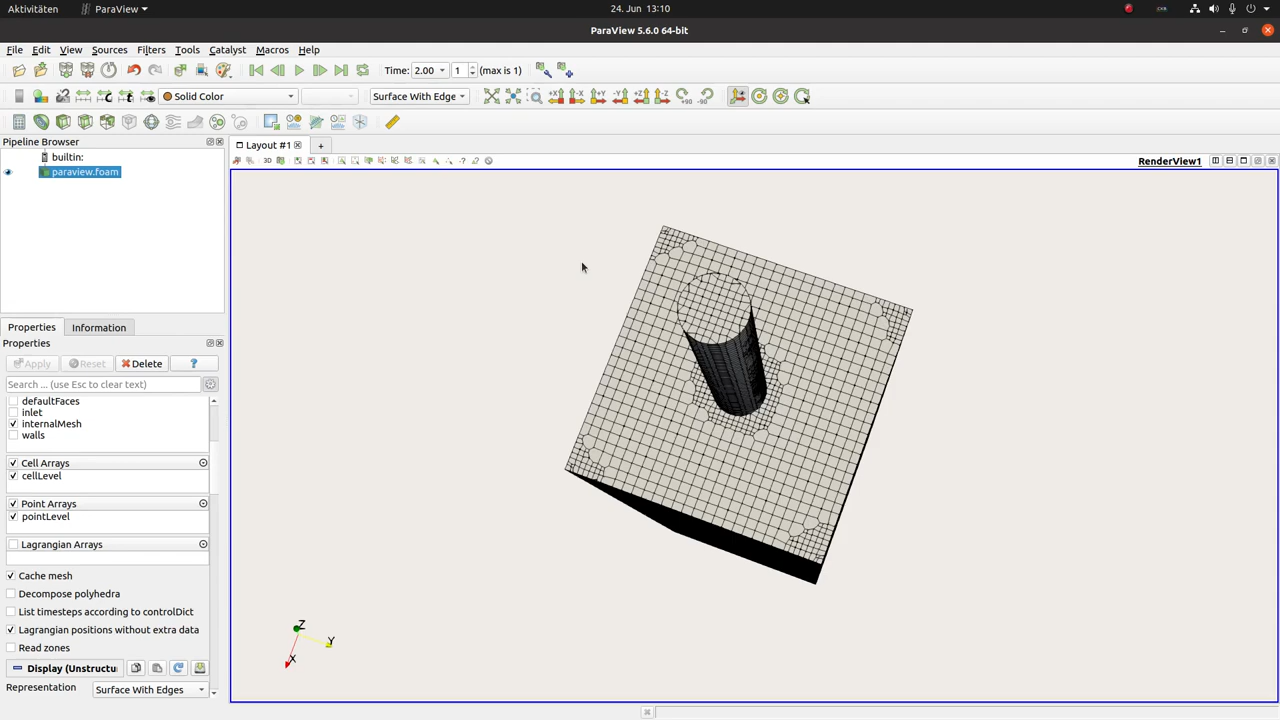 Aktivitäten
ParaView
24. Jun 13:10
ParaView 5.6.0 64-bit
File Edit View Sources Filters Tools Catalyst Macros Help
Time: 2.00 1 (max is 1)
Solid Color
Surface With Edge
+X -X +Y -Y +Z -Z +90 -90
Pipeline Browser
Layout #1
builtin:
3D
RenderView1
paraview.foam
Properties Information
Properties
Apply Reset Delete ?
Search ... (use Esc to clear text)
defaultFaces
inlet
internalMesh
walls
Cell Arrays
cellLevel
Point Arrays
pointLevel
Lagrangian Arrays
Cache mesh
Decompose polyhedra
List timesteps according to controlDict
Lagrangian positions without extra data
Read zones
Display (Unstructu
Representation Surface With Edges
Z
Y
X